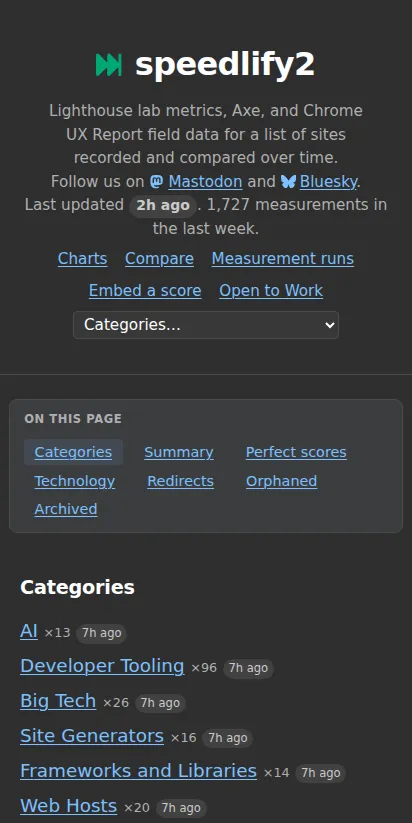 speedlify2
Lighthouse lab metrics, Axe, and Chrome
UX Report field data for a list of sites
recorded and compared over time.
Follow us on Mastodon and Bluesky.
Last updated 2h ago. 1,727 measurements in
the last week.
Charts Compare Measurement runs
Embed a score Open to Work
Categories...
ON THIS PAGE
Categories Summary Perfect scores
Technology Redirects Orphaned
Archived
Categories
AI ×13 7h ago
Developer Tooling ×96 7h ago
Big Tech ×26 7h ago
Site Generators ×16 7h ago
Frameworks and Libraries ×14 7h ago
Web Hosts ×20 7h ago